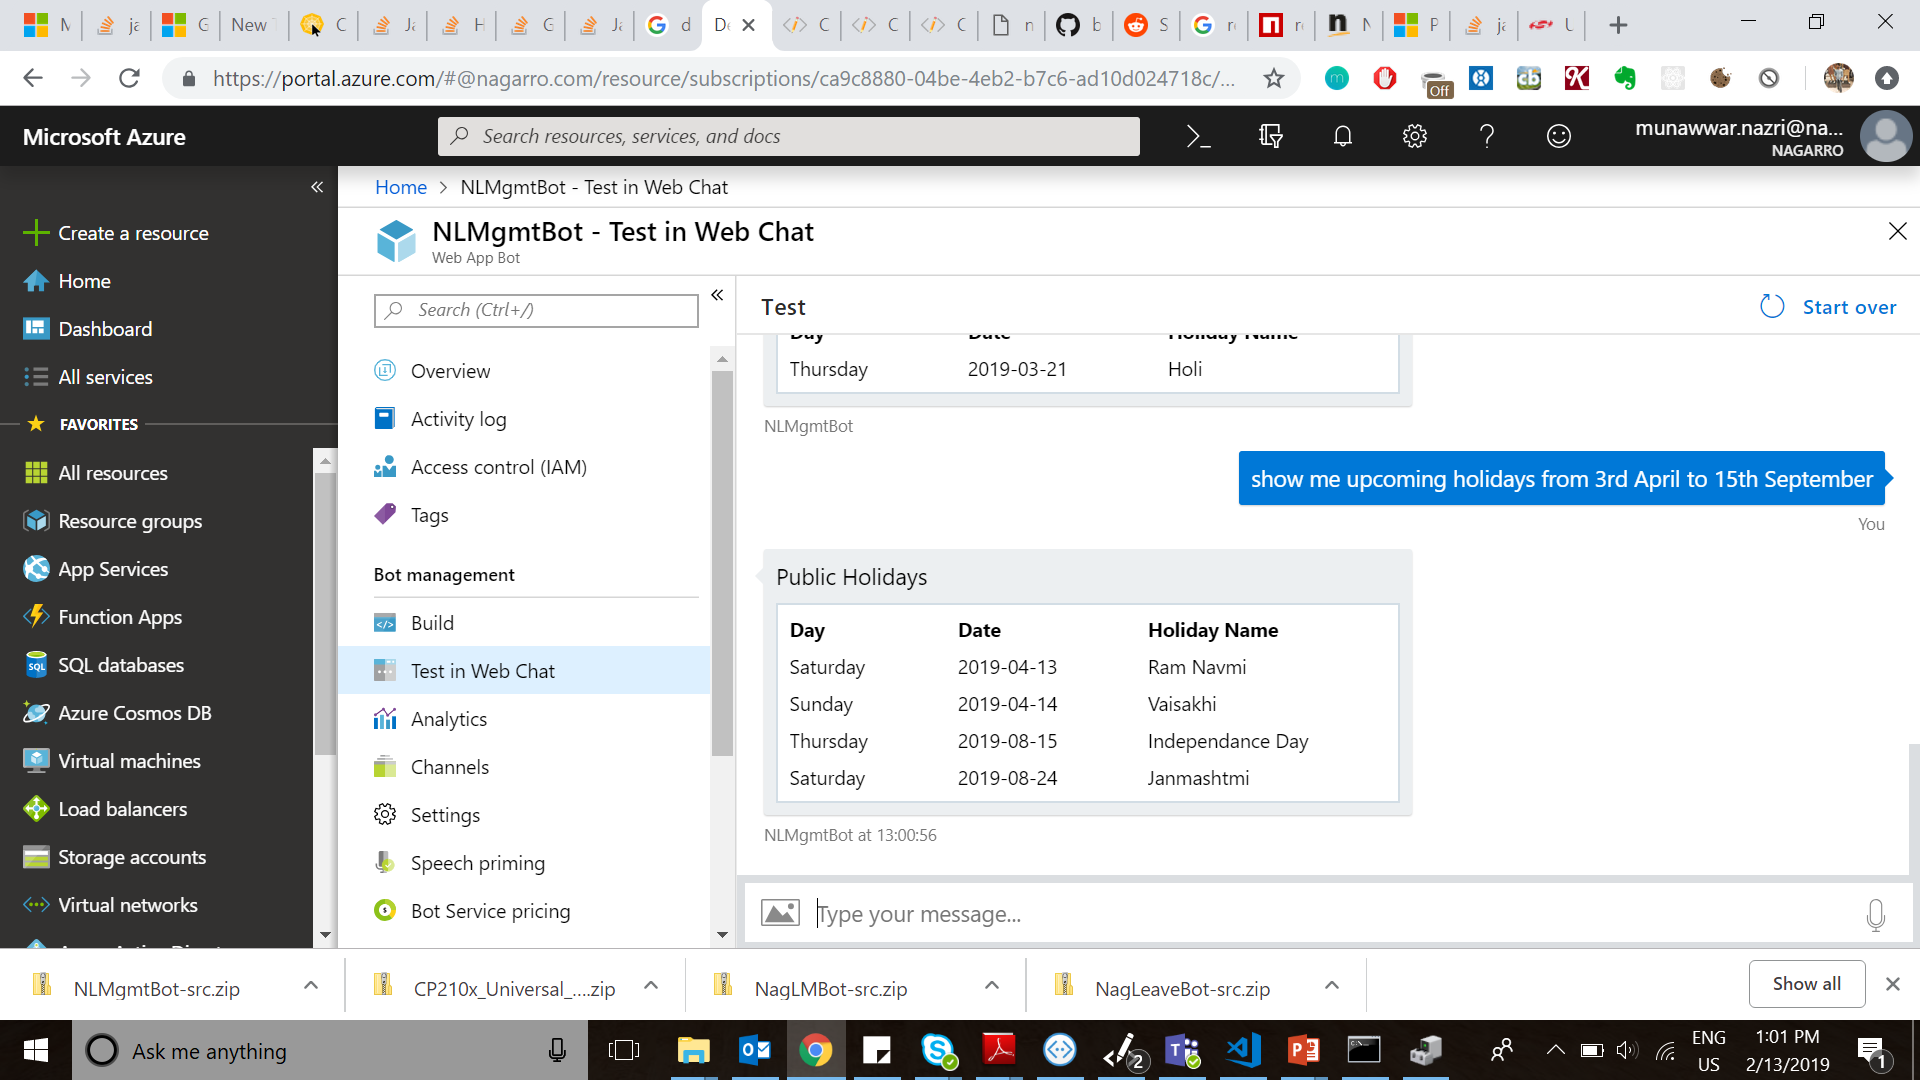 New
Off
https://portal.azure.com/#@nagarro.com/resource/subscriptions/ca9c8880-04be-4eb2-b7c6-ad10d024718c/...
Microsoft Azure
Search resources, services, and docs
munawwar.nazri@na...
NAGARRO
Create a resource
Home
Dashboard
All services
FAVORITES
All resources
Resource groups
App Services
Function Apps
SQL databases
Azure Cosmos DB
Virtual machines
Load balancers
Storage accounts
Virtual networks
Home > NLMgmtBot - Test in Web Chat
NLMgmtBot - Test in Web Chat
Web App Bot
Search (Ctrl+/)
Overview
Activity log
Access control (IAM)
Tags
Bot management
Build
Test in Web Chat
Analytics
Channels
Settings
Speech priming
Bot Service pricing
Test
Start over
Day Date Holiday Name
Thursday 2019-03-21 Holi
NLMgmtBot
show me upcoming holidays from 3rd April to 15th September
You
Public Holidays
Day Date Holiday Name
Saturday 2019-04-13 Ram Navmi
Sunday 2019-04-14 Vaisakhi
Thursday 2019-08-15 Independance Day
Saturday 2019-08-24 Janmashtmi
NLMgmtBot at 13:00:56
Type your message...
NLMgmtBot-src.zip
CP210x_Universal_....zip
NagLMBot-src.zip
NagLeaveBot-src.zip
Show all
Ask me anything
2
ENG
US
1:01 PM
2/13/2019
1